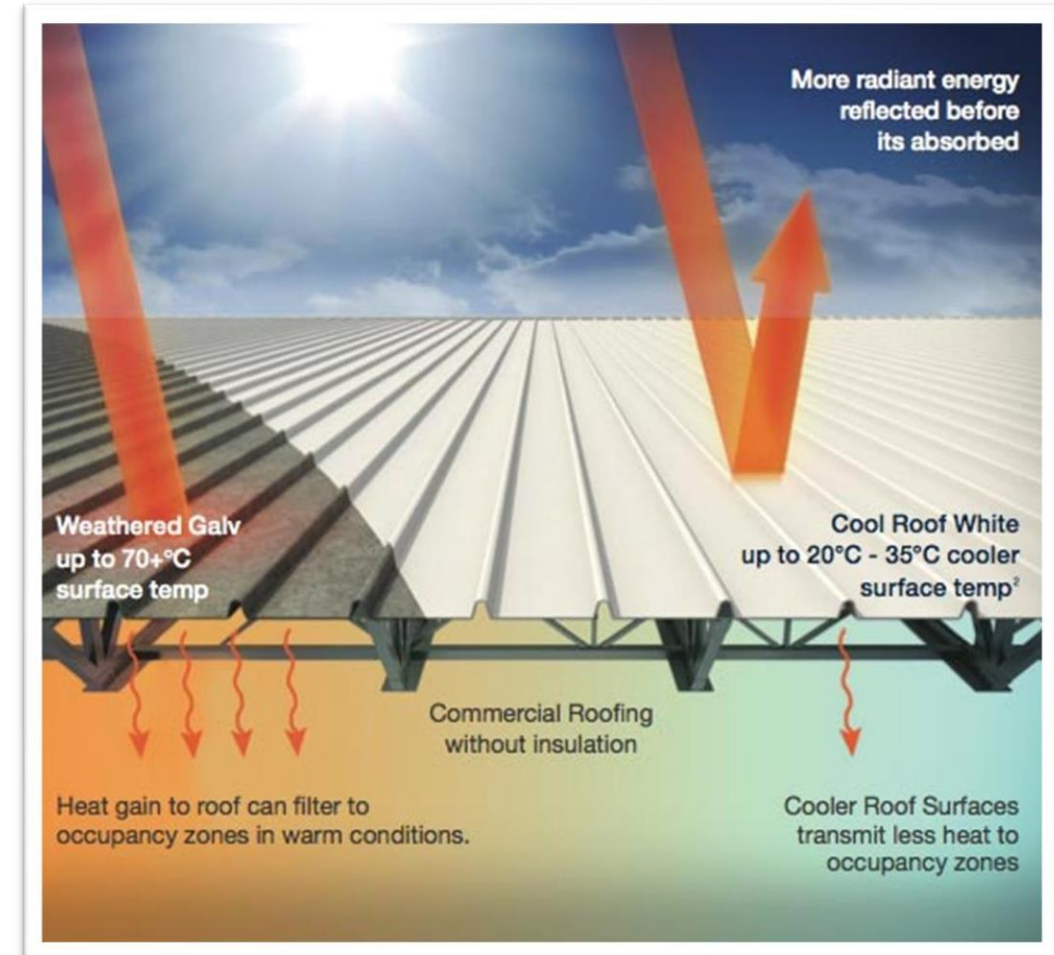 More radiant energy
reflected before
its absorbed
Weathered Galv
up to 70+°C
surface temp
Cool Roof White
up to 20°C - 35°C cooler
surface temp²
Commercial Roofing
without insulation
Heat gain to roof can filter to
occupancy zones in warm conditions.
Cooler Roof Surfaces
transmit less heat to
occupancy zones